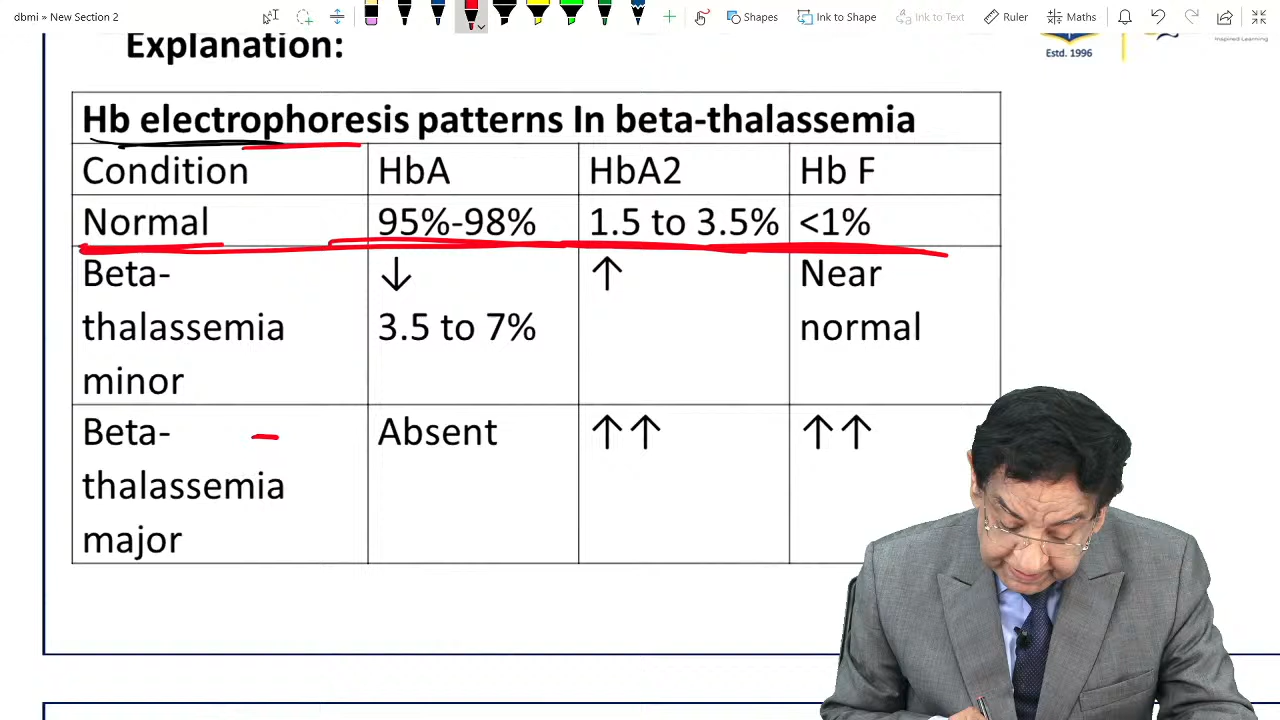 dbmi » New Section 2
Shapes
Ink to Shape
Ink to Text
Ruler
Maths
Explanation:
Estd. 1996
Inspired Learning
Hb electrophoresis patterns In beta-thalassemia
Condition HbA HbA2 Hb F
Normal 95%-98% 1.5 to 3.5% <1%
Beta- ↓ ↑ Near
thalassemia 3.5 to 7% normal
minor
Beta- Absent ↑↑ ↑↑
thalassemia
major